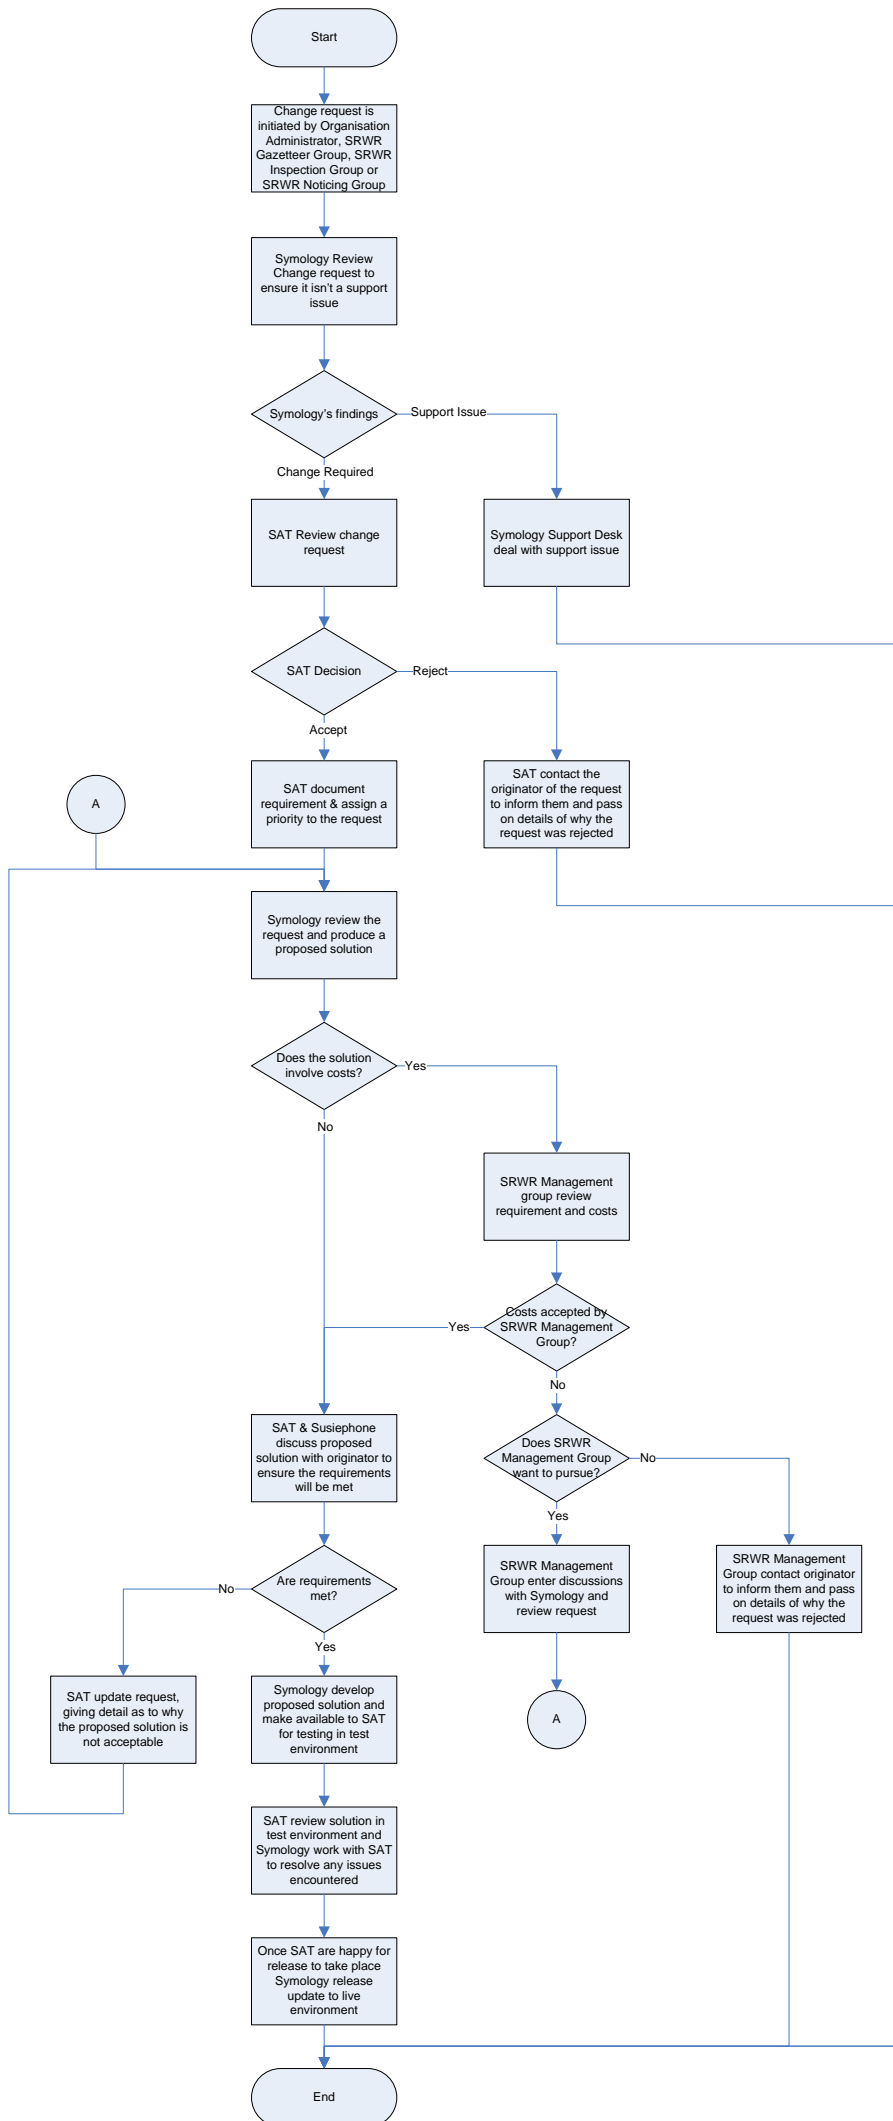 Start
Change request is
initiated by Organisation
Administrator, SRWR
Gazetteer Group, SRWR
Inspection Group or
SRWR Noticing Group
Symology Review
Change request to
ensure it isn't a support
issue
Symology's findings
Support Issue
Change Required
SAT Review change
request
Symology Support Desk
deal with support issue
SAT Decision
Reject
Accept
A
SAT document
requirement & assign a
priority to the request
SAT contact the
originator of the request
to inform them and pass
on details of why the
request was rejected
Symology review the
request and produce a
proposed solution
Does the solution
involve costs?
Yes
No
SRWR Management
group review
requirement and costs
Costs accepted by
SRWR Management
Group?
Yes
No
SAT & Susiephone
discuss proposed
solution with originator to
ensure the requirements
will be met
Does SRWR
Management Group
want to pursue?
No
Yes
Are requirements
met?
No
Yes
SRWR Management
Group enter discussions
with Symology and
review request
SRWR Management
Group contact originator
to inform them and pass
on details of why the
request was rejected
SAT update request,
giving detail as to why
the proposed solution is
not acceptable
Symology develop
proposed solution and
make available to SAT
for testing in test
environment
A
SAT review solution in
test environment and
Symology work with SAT
to resolve any issues
encountered
Once SAT are happy for
release to take place
Symology release
update to live
environment
End